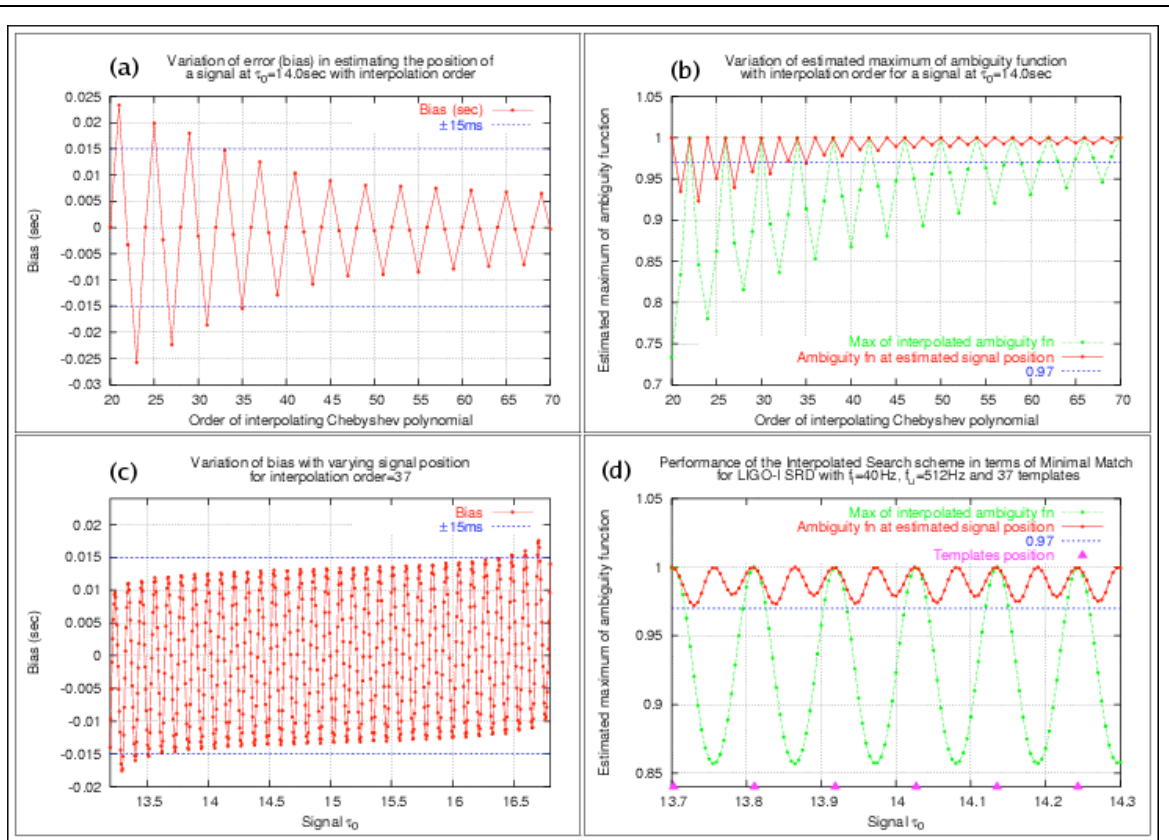 (a) Variation of error (bias) in estimating the position of
a signal at τ₀=14.0sec with interpolation order
Bias (sec)
±15ms
0.025
0.02
0.015
0.01
0.005
0
-0.005
-0.01
-0.015
-0.02
-0.025
-0.03
Bias (sec)
20 25 30 35 40 45 50 55 60 65 70
Order of interpolating Chebyshev polynomial
(b) Variation of estimated maximum of ambiguity function
with interpolation order for a signal at τ₀=14.0sec
1.05
1
0.95
0.9
0.85
0.8
0.75
0.7
Estimated maximum of ambiguity function
Max of interpolated ambiguity fn
Ambiguity fn at estimated signal position
0.97
20 25 30 35 40 45 50 55 60 65 70
Order of interpolating Chebyshev polynomial
(c) Variation of bias with varying signal position
for interpolation order=37
Bias
±15ms
0.02
0.015
0.01
0.005
0
-0.005
-0.01
-0.015
-0.02
Bias (sec)
13.5 14 14.5 15 15.5 16 16.5
Signal τ₀
(d) Performance of the Interpolated Search scheme in terms of Minimal Match
for LIGO-I SRD with fₗ=40Hz, fᵤ=512Hz and 37 templates
Max of interpolated ambiguity fn
Ambiguity fn at estimated signal position
0.97
Templates position
1.05
1
0.95
0.9
0.85
Estimated maximum of ambiguity function
13.7 13.8 13.9 14 14.1 14.2 14.3
Signal τ₀